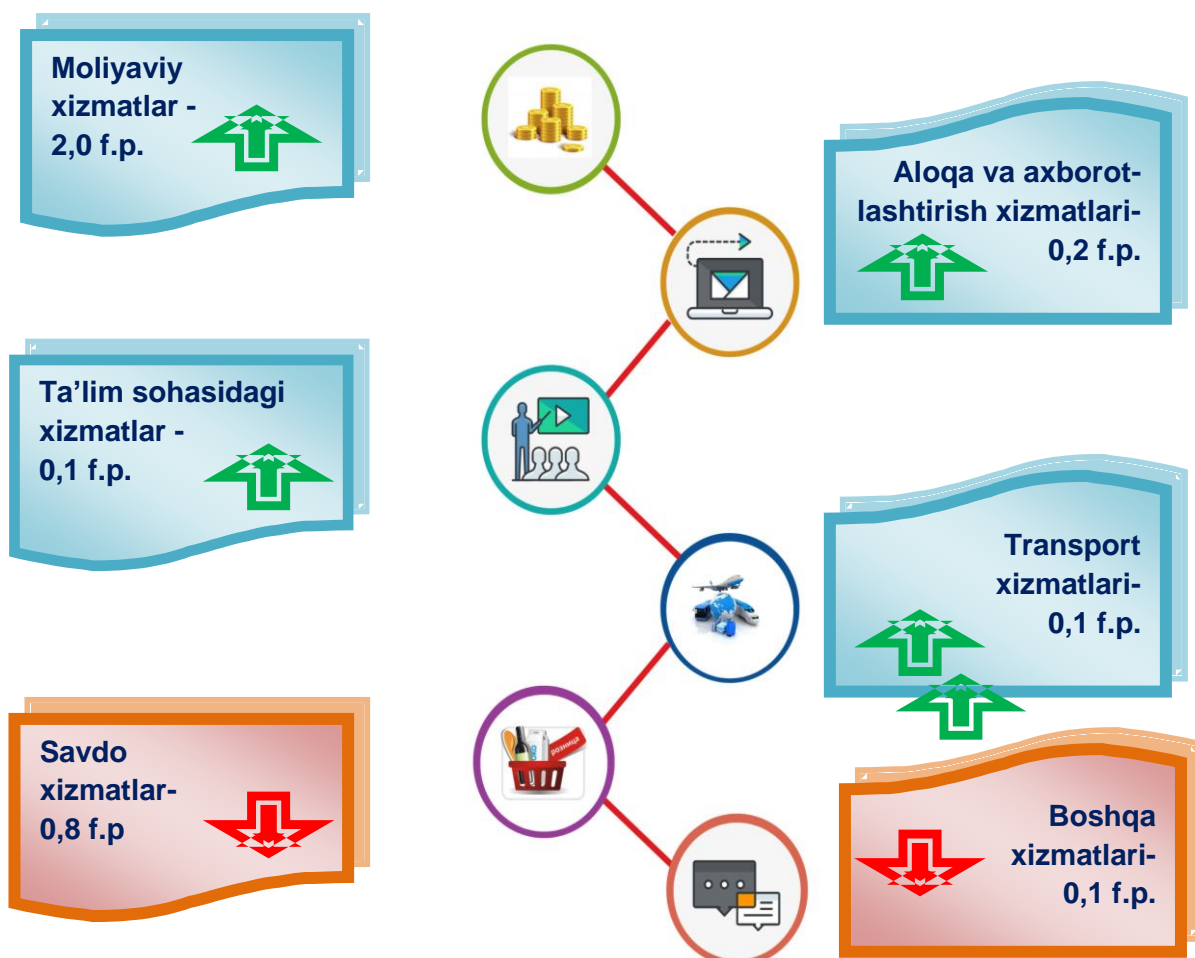 Moliyaviy
xizmatlar -
2,0 f.p.
Aloqa va axborot-
lashtirish xizmatlari-
0,2 f.p.
Ta’lim sohasidagi
xizmatlar -
0,1 f.p.
Transport
xizmatlari-
0,1 f.p.
Savdo
xizmatlar-
0,8 f.p
Boshqa
xizmatlari-
0,1 f.p.